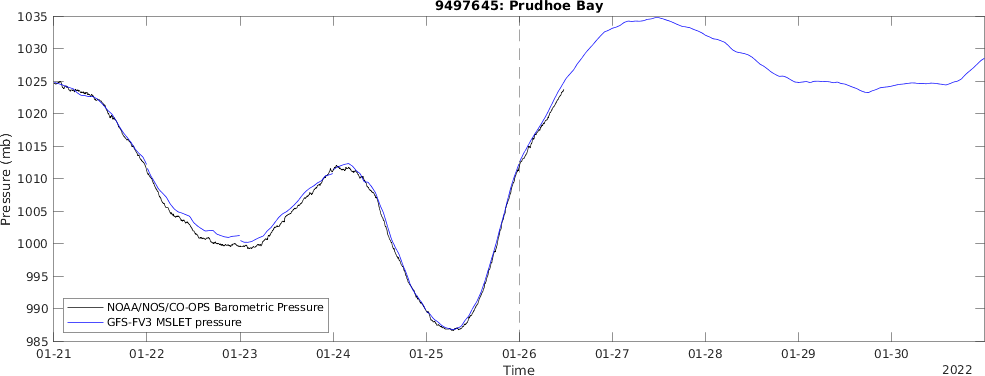 9497645: Prudhoe Bay
1035
1030
1025
1020
1015
1010
1005
1000
995
990
985
Pressure (mb)
NOAA/NOS/CO-OPS Barometric Pressure
GFS-FV3 MSLET pressure
01-21 01-22 01-23 01-24 01-25 01-26 01-27 01-28 01-29 01-30
Time
2022